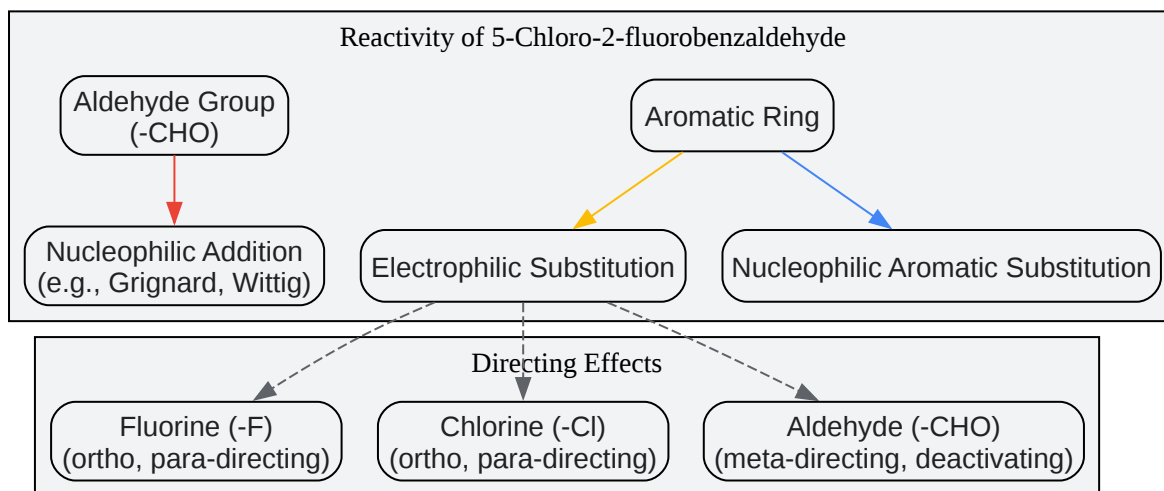 Reactivity of 5-Chloro-2-fluorobenzaldehyde
Aldehyde Group
(-CHO)
Aromatic Ring
Nucleophilic Addition
(e.g., Grignard, Wittig)
Electrophilic Substitution
Nucleophilic Aromatic Substitution
Directing Effects
Fluorine (-F)
(ortho, para-directing)
Chlorine (-Cl)
(ortho, para-directing)
Aldehyde (-CHO)
(meta-directing, deactivating)